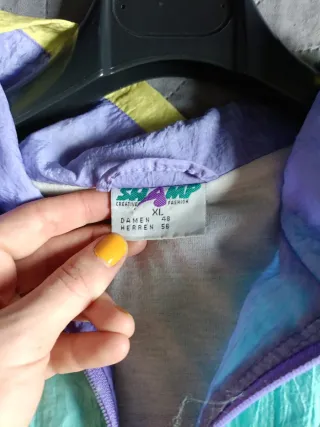 SHAMP
CREATIVE FASHION
XL
DAMEN 48
HERREN 56